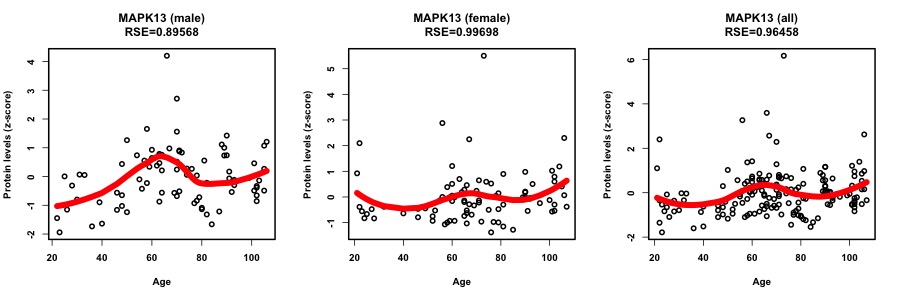 MAPK13 (male)
RSE=0.89568
MAPK13 (female)
RSE=0.99698
MAPK13 (all)
RSE=0.96458
Protein levels (z-score)
4
3
2
1
0
-1
-2
20 40 60 80 100
Age
Protein levels (z-score)
5
4
3
2
1
0
-1
20 40 60 80 100
Age
Protein levels (z-score)
6
4
2
0
-2
20 40 60 80 100
Age